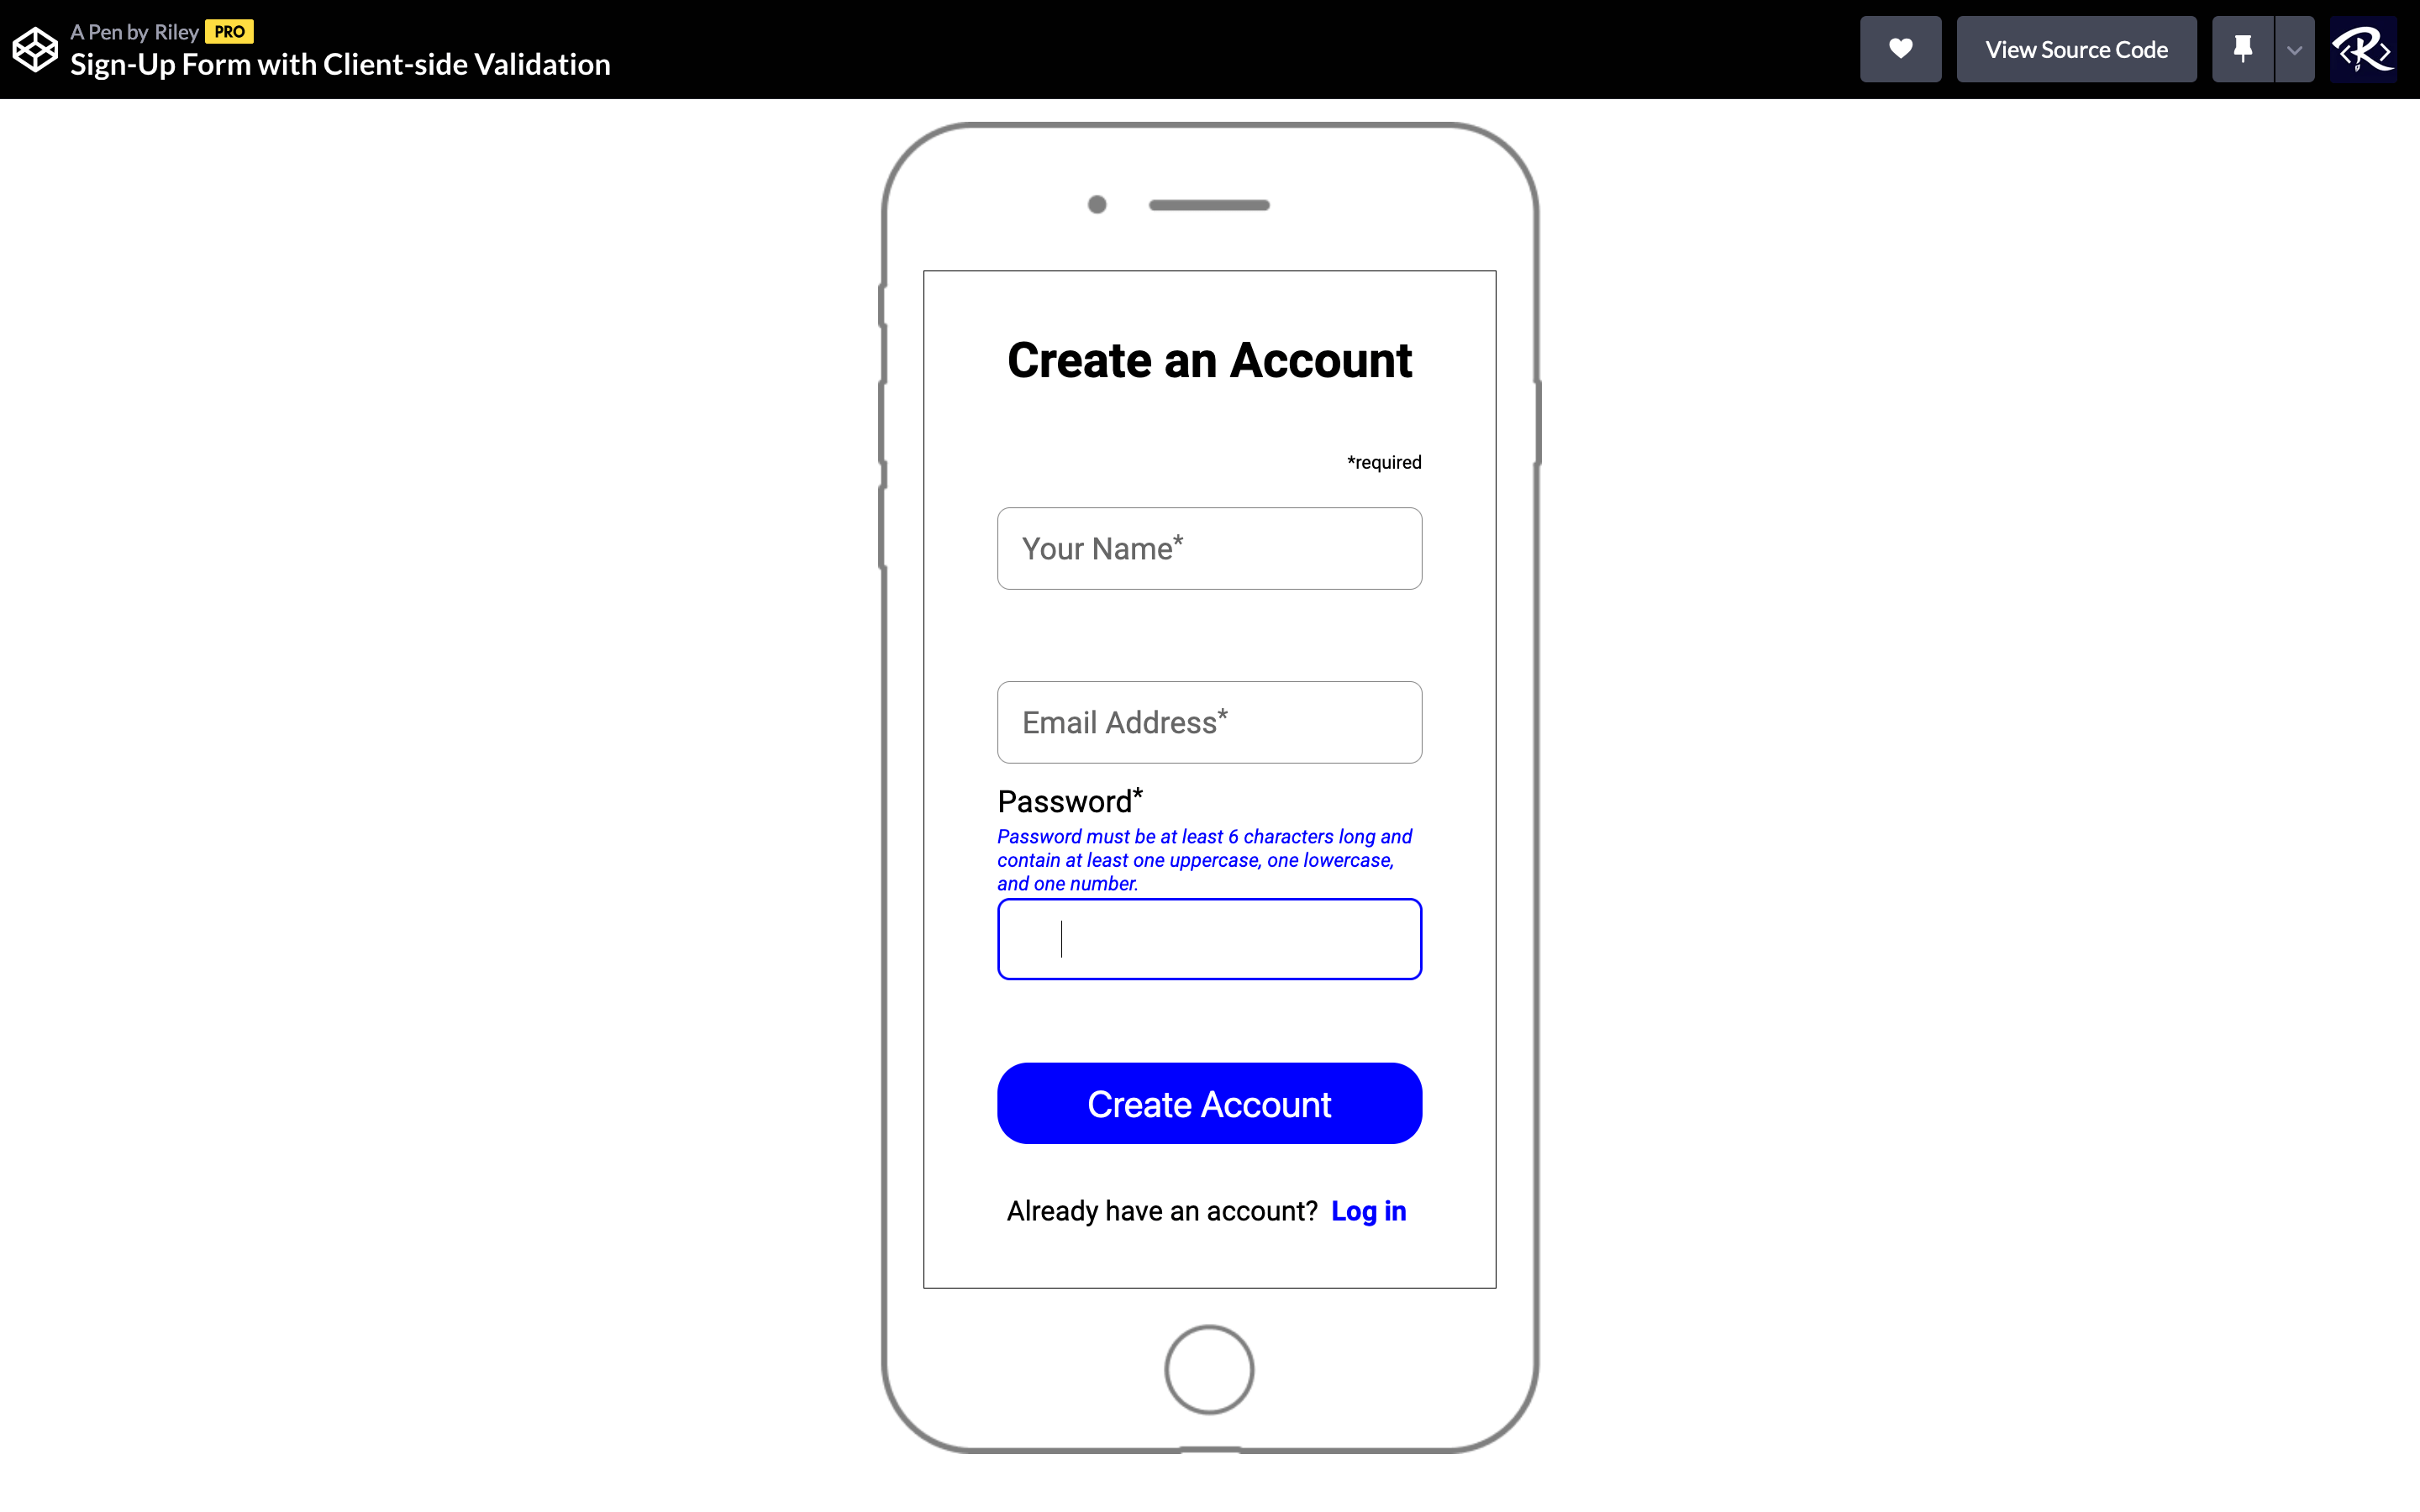 A Pen by Riley PRO
Sign-Up Form with Client-side Validation
View Source Code
Create an Account
*required
Your Name*
Email Address*
Password*
Password must be at least 6 characters long and
contain at least one uppercase, one lowercase,
and one number.
Create Account
Already have an account? Log in